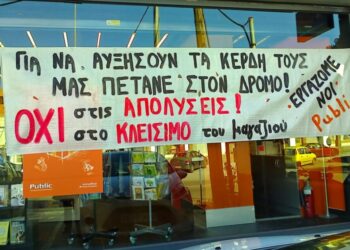 ΓΙΑ ΝΑ ΑΥΞΗΣΟΥΝ ΤΑ ΚΕΡΔΗ ΤΟΥΣ
ΜΑΣ ΠΕΤΑΝΕ ΣΤΟΝ ΔΡΟΜΟ!
ΟΧΙ στις ΑΠΟΛΥΣΕΙΣ!
στο ΚΛΕΙΣΙΜΟ του μαγαζιού
ΕΡΓΑΖΟΜΕ
ΝΟΙ
Public
Public